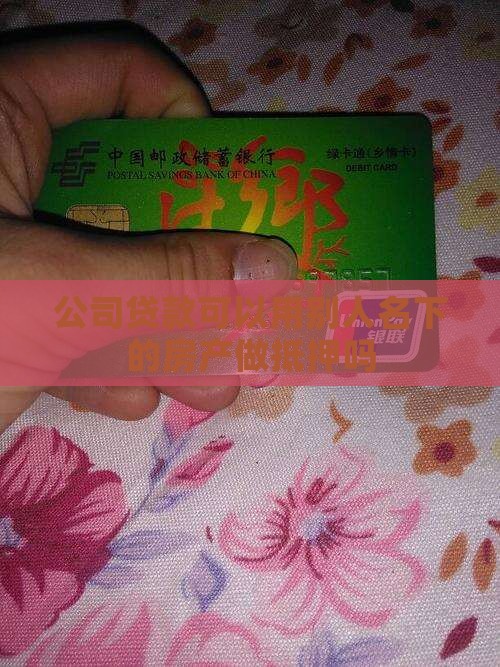 中国邮政储蓄银行
绿卡通(乡情卡)
POSTAL SAVINGS BANK OF CHINA
DEBIT CARD
乡
公司贷款可以用别人名下
的房产做抵押吗
UnionPay
银联